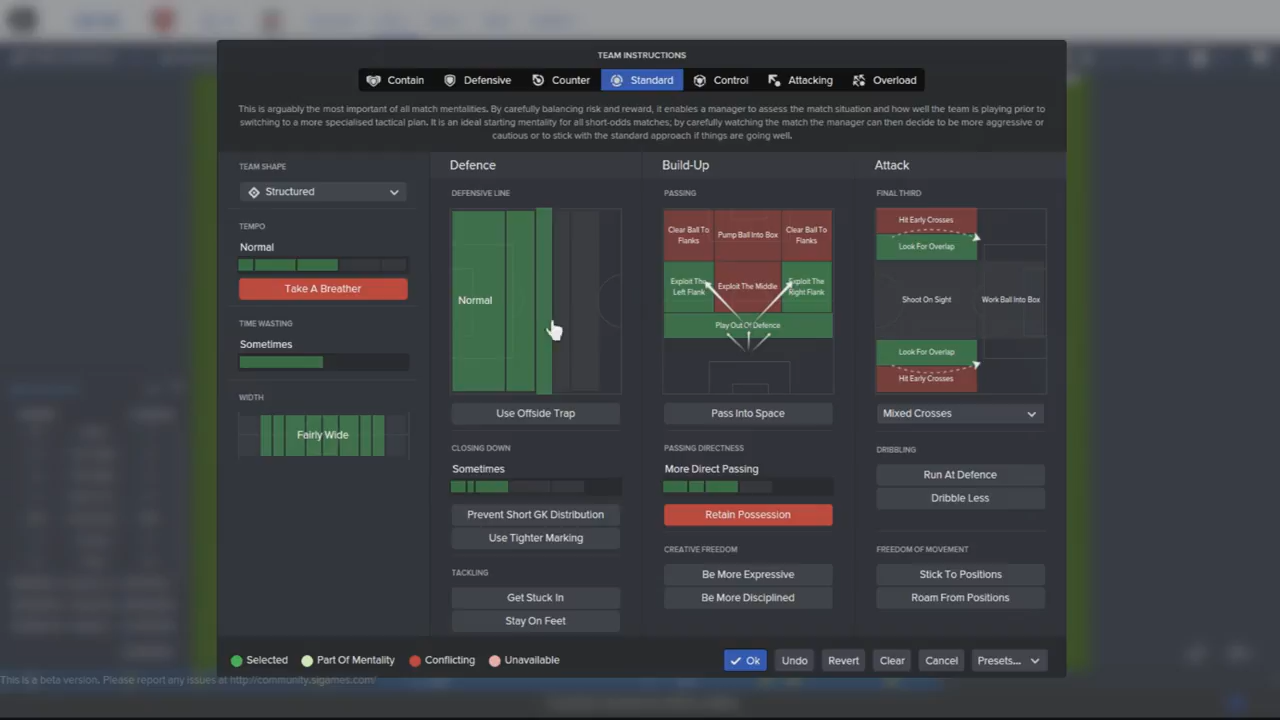 TEAM INSTRUCTIONS
Contain
Defensive
Counter
Standard
Control
Attacking
Overload
This is arguably the most important of all match mentalities. By carefully balancing risk and reward, it enables a manager to assess the match situation and how well the team is playing prior to
switching to a more specialised tactical plan. It is an ideal starting mentality for all short-odds matches; by carefully watching the match the manager can then decide to be more aggressive or
cautious or to stick with the standard approach if things are going well.
TEAM SHAPE
Structured
TEMPO
Normal
Take A Breather
TIME WASTING
Sometimes
WIDTH
Fairly Wide
Defence
DEFENSIVE LINE
Normal
Use Offside Trap
CLOSING DOWN
Sometimes
Prevent Short GK Distribution
Use Tighter Marking
TACKLING
Get Stuck In
Stay On Feet
Build-Up
PASSING
Clear Ball To
Flanks
Pump Ball Into Box
Clear Ball To
Flanks
Exploit The
Left Flank
Exploit The Middle
Exploit The
Right Flank
Play Out Of Defence
Pass Into Space
PASSING DIRECTNESS
More Direct Passing
Retain Possession
CREATIVE FREEDOM
Be More Expressive
Be More Disciplined
Attack
FINAL THIRD
Hit Early Crosses
Look For Overlap
Shoot On Sight
Work Ball Into Box
Look For Overlap
Hit Early Crosses
Mixed Crosses
DRIBBLING
Run At Defence
Dribble Less
FREEDOM OF MOVEMENT
Stick To Positions
Roam From Positions
Selected
Part Of Mentality
Conflicting
Unavailable
Ok
Undo
Revert
Clear
Cancel
Presets...
This is a beta version. Please report any issues at http://community.sigames.com/